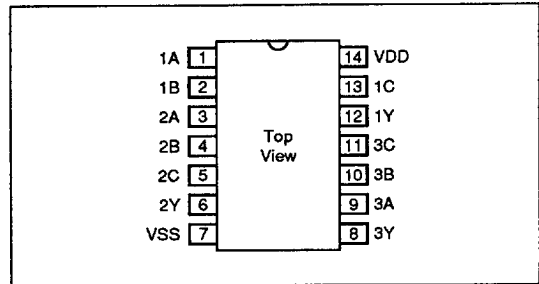 1A 1 14 VDD
1B 2 13 1C
2A 3 12 1Y
2B 4 Top 11 3C
2C 5 View 10 3B
2Y 6 9 3A
VSS 7 8 3Y